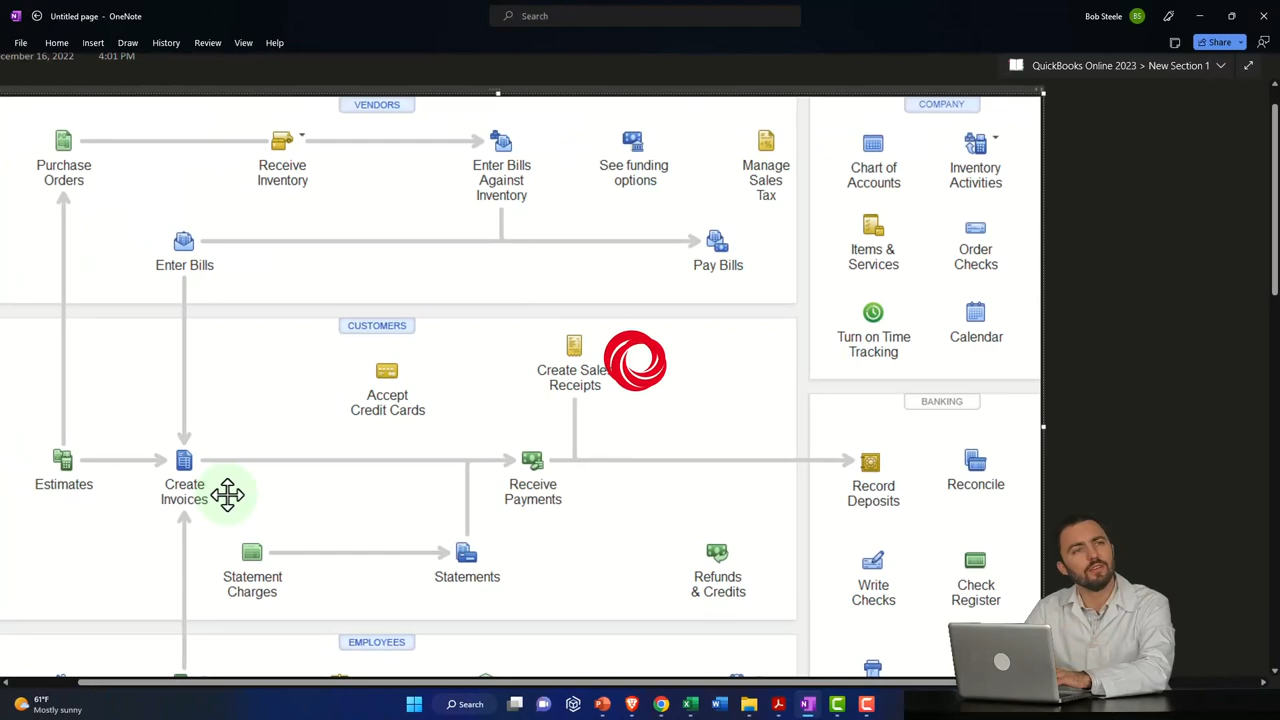 Untitled page - OneNote
Search
Bob Steele
BS
File
Home
Insert
Draw
History
Review
View
Help
Share
cember 16, 2022
4:01 PM
QuickBooks Online 2023 > New Section 1
VENDORS
COMPANY
Purchase
Orders
Receive
Inventory
Enter Bills
Against
Inventory
See funding
options
Manage
Sales
Tax
Chart of
Accounts
Inventory
Activities
Enter Bills
Pay Bills
Items &
Services
Order
Checks
CUSTOMERS
Turn on Time
Tracking
Calendar
Accept
Credit Cards
Create Sale
Receipts
BANKING
Estimates
Create
Invoices
Receive
Payments
Record
Deposits
Reconcile
Statement
Charges
Statements
Refunds
& Credits
Write
Checks
Check
Register
EMPLOYEES
61°F
Mostly sunny
Search